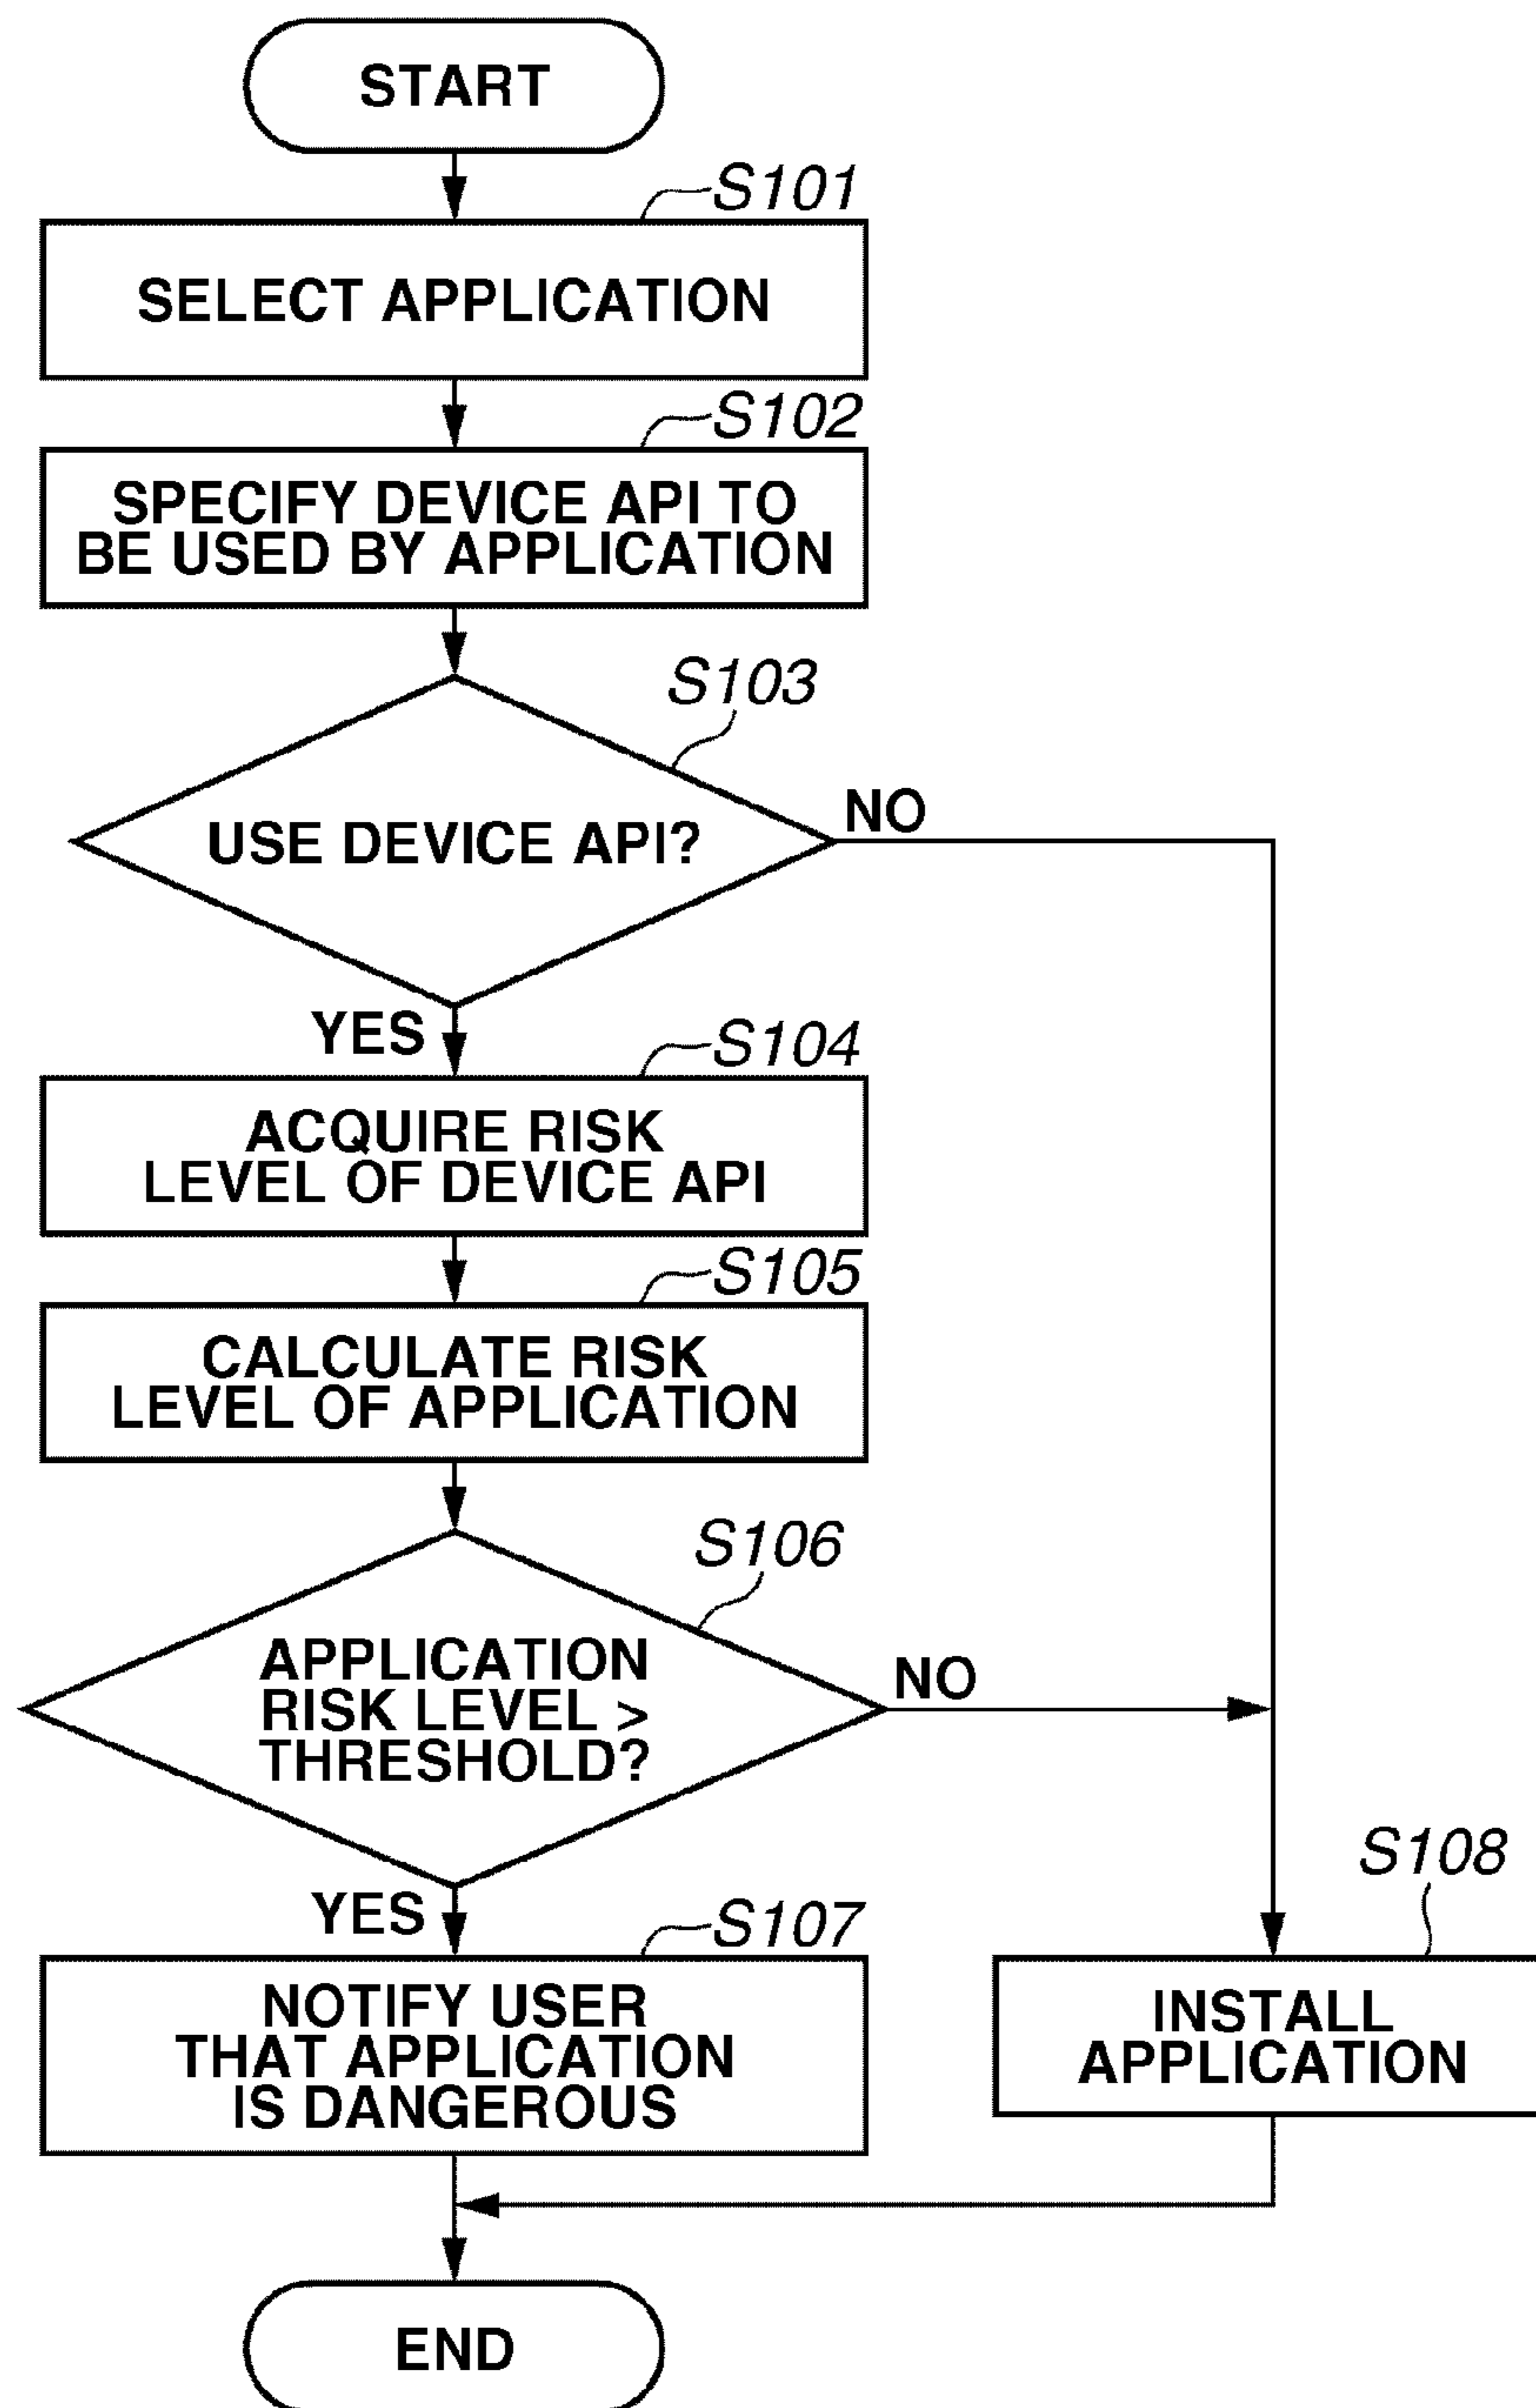 START
S101
SELECT APPLICATION
S102
SPECIFY DEVICE API TO
BE USED BY APPLICATION
S103
USE DEVICE API?
NO
YES
S104
ACQUIRE RISK
LEVEL OF DEVICE API
S105
CALCULATE RISK
LEVEL OF APPLICATION
S106
APPLICATION
RISK LEVEL >
THRESHOLD?
NO
YES
S107
NOTIFY USER
THAT APPLICATION
IS DANGEROUS
S108
INSTALL
APPLICATION
END